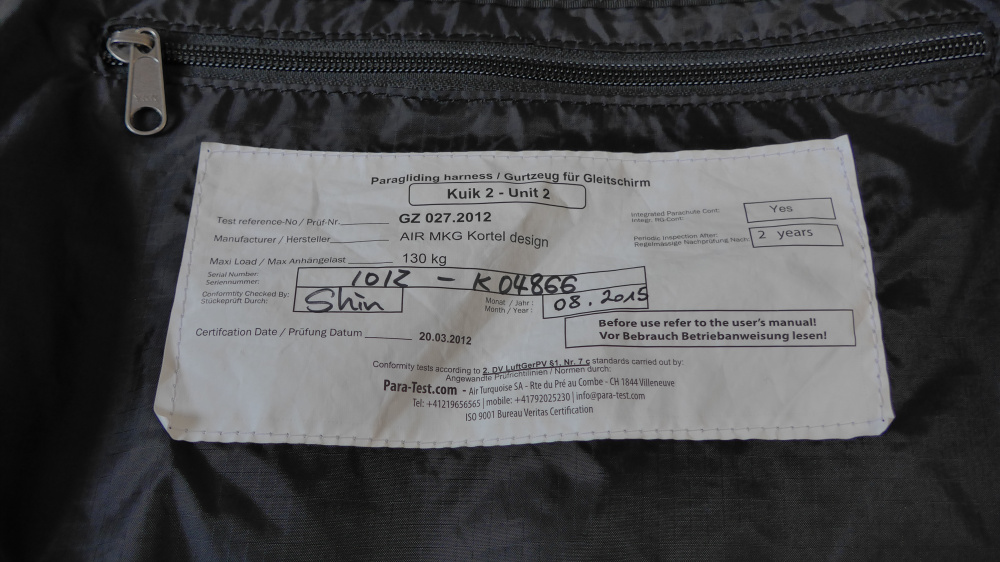 Paragliding harness / Gurtzeug für Gleitschirm
Kuik 2 - Unit 2
Test reference-No / Prüf-Nr. GZ 027.2012
Manufacturer / Hersteller AIR MKG Kortel design
Maxi Load / Max Anhängelast 130 kg
Integrated Parachute Cont: Yes
Integr. RG-Cont:
Periodic Inspection After: 2 years
Regelmässige Nachprüfung Nach:
Serial Number: 1012 - K04866
Seriennummer:
Conformtity Checked By: Shin
Stückeprüft Durch:
Monat / Jahr: 08.2015
Month / Year:
Certifcation Date / Prüfung Datum 20.03.2012
Before use refer to the user's manual!
Vor Bebrauch Betriebanweisung lesen!
Conformity tests according to 2. DV LuftGerPV §1, Nr. 7 c standards carried out by:
Angewandte Prüfrichtlinien / Normen durch:
Para-Test.com - Air Turquoise SA - Rte du Pré au Combe - CH 1844 Villeneuve
Tel: +41219656565 | mobile: +41792025230 | info@para-test.com
ISO 9001 Bureau Veritas Certification